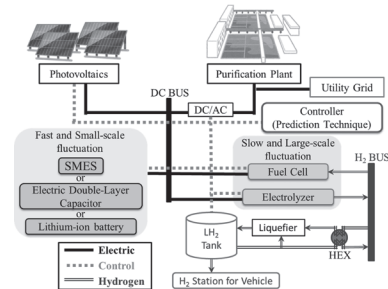 Photovoltaics
Purification Plant
Utility Grid
DC BUS
DC/AC
Controller
(Prediction Technique)
Fast and Small-scale
fluctuation
SMES
or
Electric Double-Layer
Capacitor
or
Lithium-ion battery
Slow and Large-scale
fluctuation
Fuel Cell
Electrolyzer
H₂ BUS
LH₂
Tank
Liquefier
HEX
H₂ Station for Vehicle
Electric
Control
Hydrogen